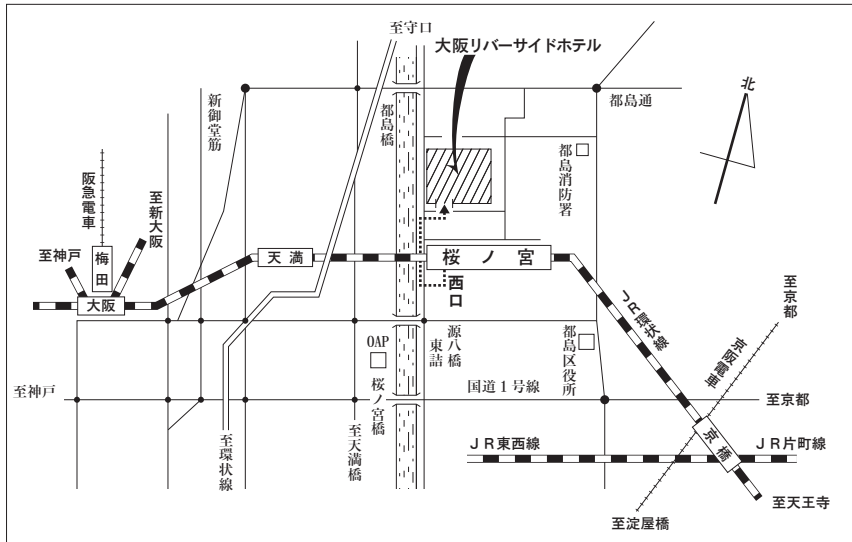 至守口
大阪リバーサイドホテル
都島通
北
新御堂筋
都島橋
都島消防署
阪急電車
至新大阪
至神戸
梅田
大阪
天満
桜ノ宮
西口
JR環状線
至京都
京阪電車
OAP
桜ノ宮橋
源八橋
東詰
都島区役所
至神戸
国道1号線
至京都
至環状線
至天満橋
JR東西線
京橋
JR片町線
至天王寺
至淀屋橋